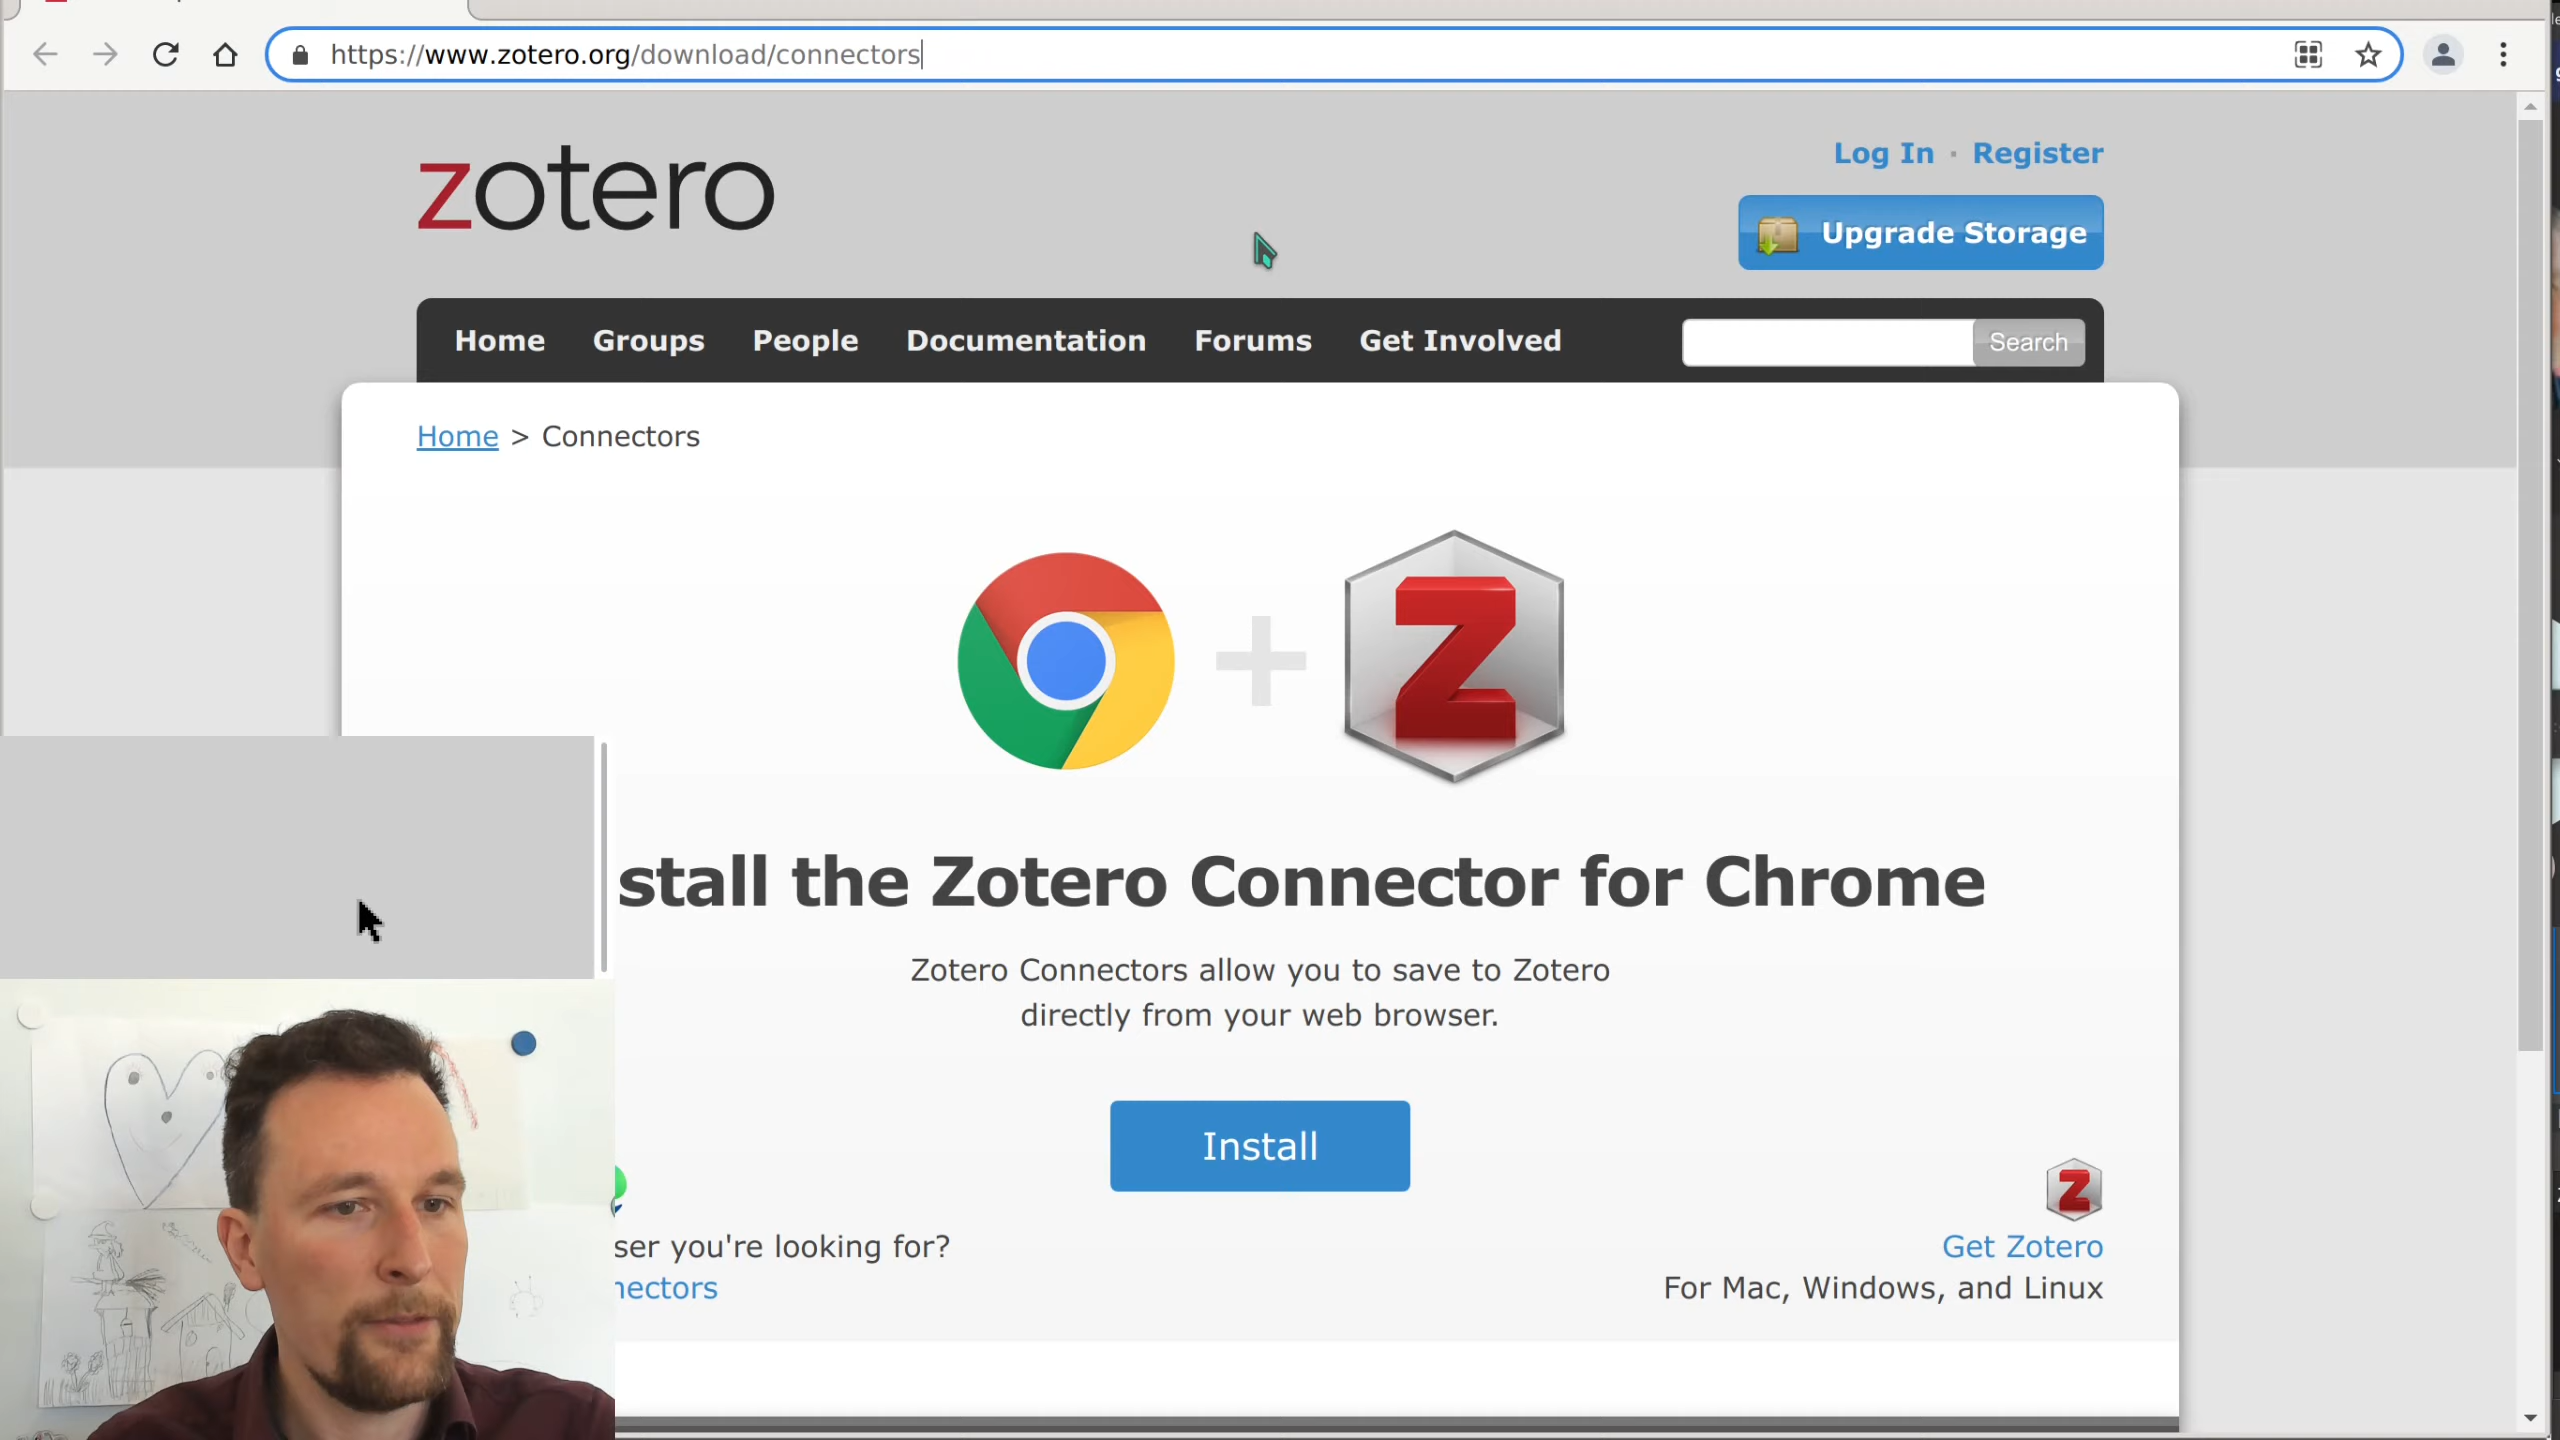 https://www.zotero.org/download/connectors
zotero
Log In · Register
Upgrade Storage
Home Groups People Documentation Forums Get Involved
Search
Home > Connectors
Z
stall the Zotero Connector for Chrome
Zotero Connectors allow you to save to Zotero
directly from your web browser.
Install
Z
ser you're looking for?
nectors
Get Zotero
For Mac, Windows, and Linux